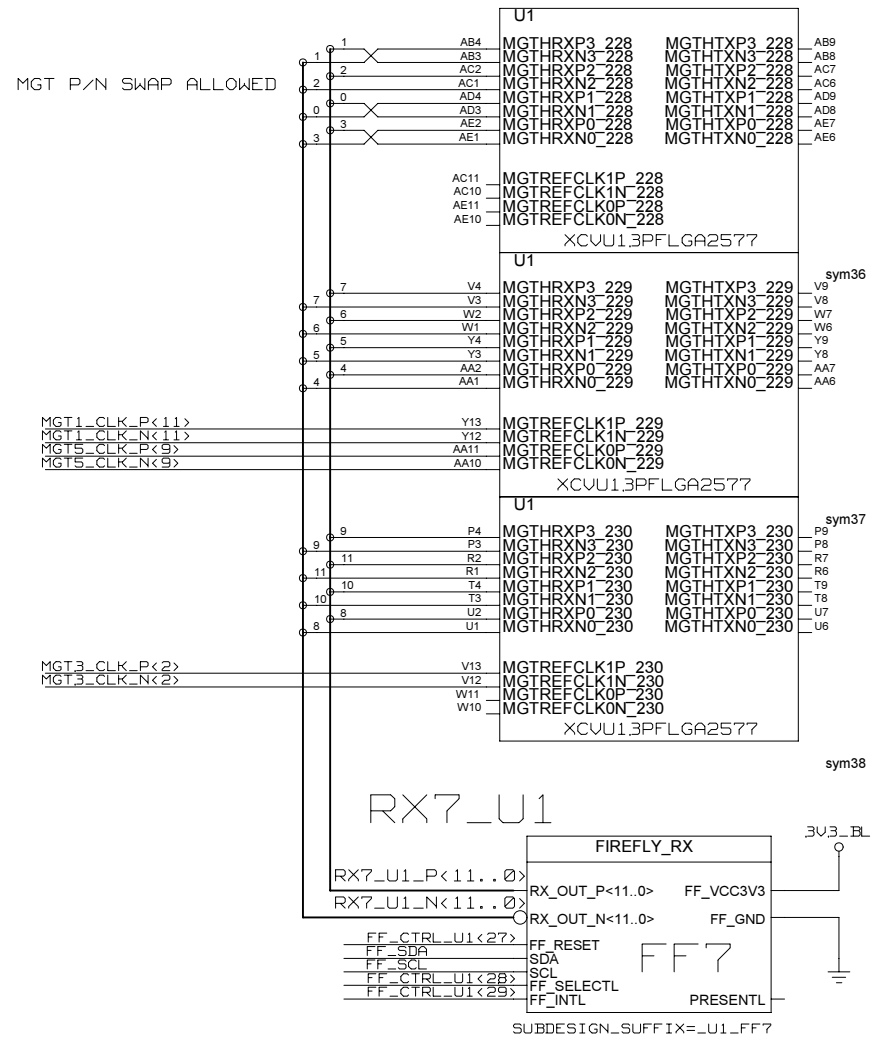 U1
1 AB4 MGTHRXP3_228 MGTHTXP3_228 AB9
1 AB3 MGTHRXN3_228 MGTHTXN3_228 AB8
2 AC2 MGTHRXP2_228 MGTHTXP2_228 AC7
MGT P/N SWAP ALLOWED
2 AC1 MGTHRXN2_228 MGTHTXN2_228 AC6
0 AD4 MGTHRXP1_228 MGTHTXP1_228 AD9
0 AD3 MGTHRXN1_228 MGTHTXN1_228 AD8
3 AE2 MGTHRXP0_228 MGTHTXP0_228 AE7
3 AE1 MGTHRXN0_228 MGTHTXN0_228 AE6
AC11 MGTREFCLK1P_228
AC10 MGTREFCLK1N_228
AE11 MGTREFCLK0P_228
AE10 MGTREFCLK0N_228
XCVU13PFLGA2577
U1
sym36
7 V4 MGTHRXP3_229 MGTHTXP3_229 V9
7 V3 MGTHRXN3_229 MGTHTXN3_229 V8
6 W2 MGTHRXP2_229 MGTHTXP2_229 W7
6 W1 MGTHRXN2_229 MGTHTXN2_229 W6
5 Y4 MGTHRXP1_229 MGTHTXP1_229 Y9
5 Y3 MGTHRXN1_229 MGTHTXN1_229 Y8
4 AA2 MGTHRXP0_229 MGTHTXP0_229 AA7
4 AA1 MGTHRXN0_229 MGTHTXN0_229 AA6
MGT1_CLK_P<11> Y13 MGTREFCLK1P_229
MGT1_CLK_N<11> Y12 MGTREFCLK1N_229
MGT5_CLK_P<9> AA11 MGTREFCLK0P_229
MGT5_CLK_N<9> AA10 MGTREFCLK0N_229
XCVU13PFLGA2577
U1
sym37
9 P4 MGTHRXP3_230 MGTHTXP3_230 P9
9 P3 MGTHRXN3_230 MGTHTXN3_230 P8
11 R2 MGTHRXP2_230 MGTHTXP2_230 R7
11 R1 MGTHRXN2_230 MGTHTXN2_230 R6
10 T4 MGTHRXP1_230 MGTHTXP1_230 T9
10 T3 MGTHRXN1_230 MGTHTXN1_230 T8
8 U2 MGTHRXP0_230 MGTHTXP0_230 U7
8 U1 MGTHRXN0_230 MGTHTXN0_230 U6
MGT3_CLK_P<2> V13 MGTREFCLK1P_230
MGT3_CLK_N<2> V12 MGTREFCLK1N_230
W11 MGTREFCLK0P_230
W10 MGTREFCLK0N_230
XCVU13PFLGA2577
sym38
RX7_U1
3V3_BL
FIREFLY_RX
RX7_U1_P<11..0> RX_OUT_P<11..0> FF_VCC3V3
RX7_U1_N<11..0> RX_OUT_N<11..0> FF_GND
FF_CTRL_U1<27> FF_RESET
FF_SDA SDA
FF7
FF_SCL SCL
FF_CTRL_U1<28> FF_SELECTL
FF_CTRL_U1<29> FF_INTL PRESENTL
SUBDESIGN_SUFFIX=_U1_FF7